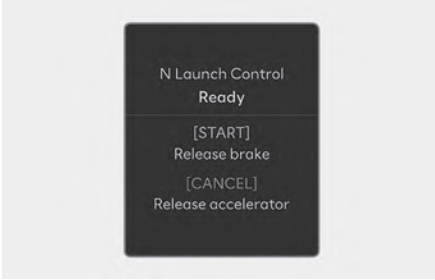 N Launch Control
Ready
[START]
Release brake
[CANCEL]
Release accelerator